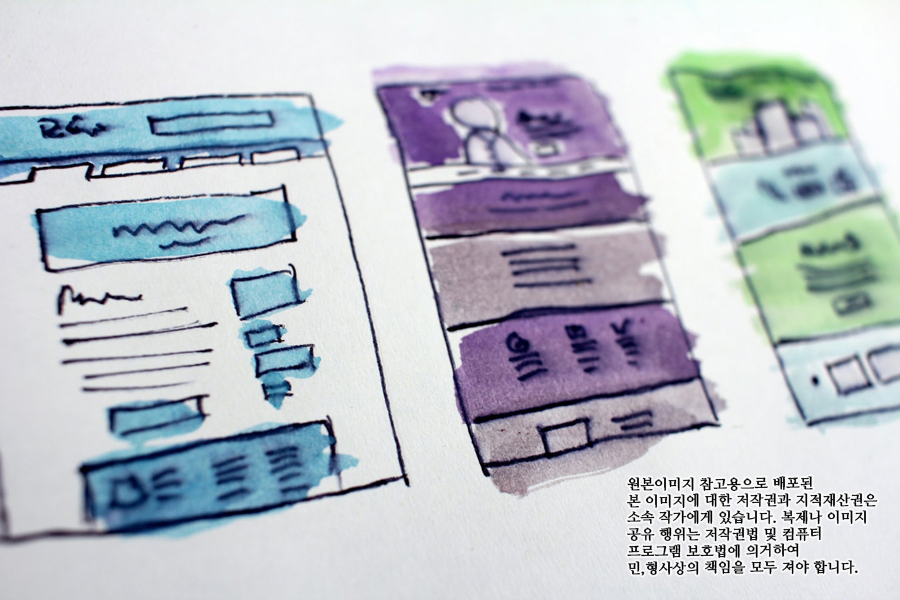 원본이미지 참고용으로 배포된
본 이미지에 대한 저작권과 지적재산권은
소속 작가에게 있습니다. 복제나 이미지
공유 행위는 저작권법 및 컴퓨터
프로그램 보호법에 의거하여
민,형사상의 책임을 모두 져야 합니다.